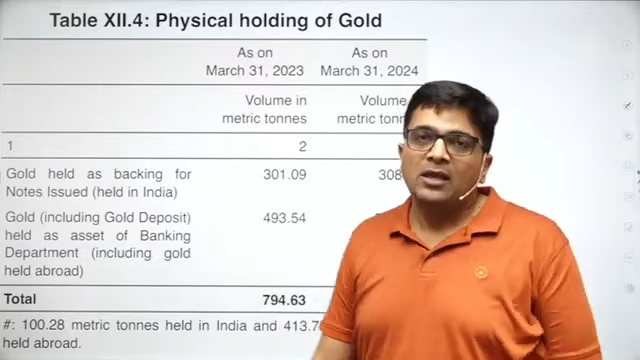 Table XII.4: Physical holding of Gold
As on As on
March 31, 2023 March 31, 2024
Volume in Volume
metric tonnes metric
1 2
Gold held as backing for 301.09 308
Notes Issued (held in India)
Gold (including Gold Deposit) 493.54
held as asset of Banking
Department (including gold
held abroad)
Total 794.63
#: 100.28 metric tonnes held in India and 413.7
held abroad.